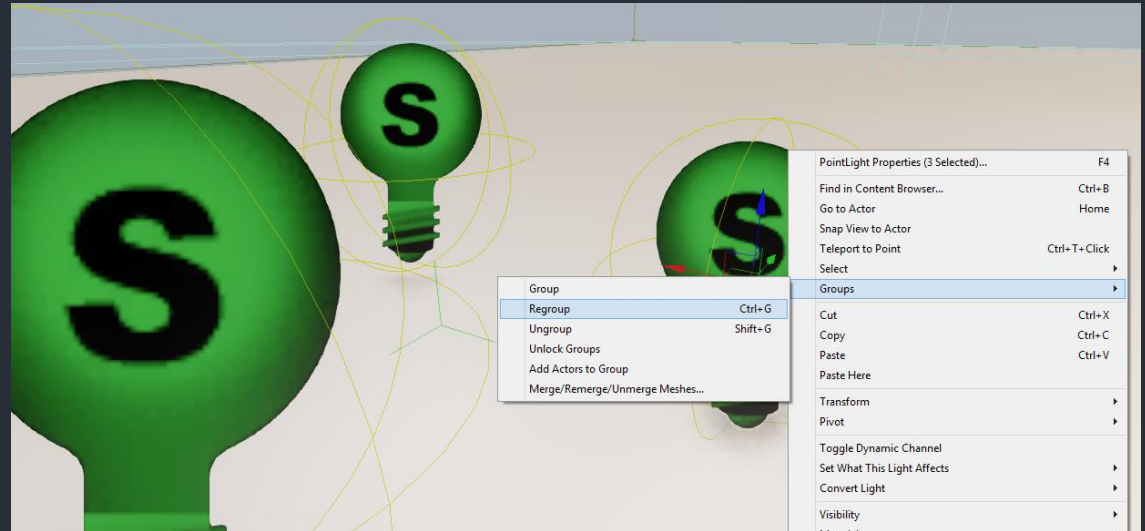 S
S
S
PointLight Properties (3 Selected)... F4
Find in Content Browser... Ctrl+B
Go to Actor Home
Snap View to Actor
Teleport to Point Ctrl+T+Click
Select
Groups
Group
Regroup Ctrl+G
Ungroup Shift+G
Unlock Groups
Add Actors to Group
Merge/Remerge/Unmerge Meshes...
Cut Ctrl+X
Copy Ctrl+C
Paste Ctrl+V
Paste Here
Transform
Pivot
Toggle Dynamic Channel
Set What This Light Affects
Convert Light
Visibility